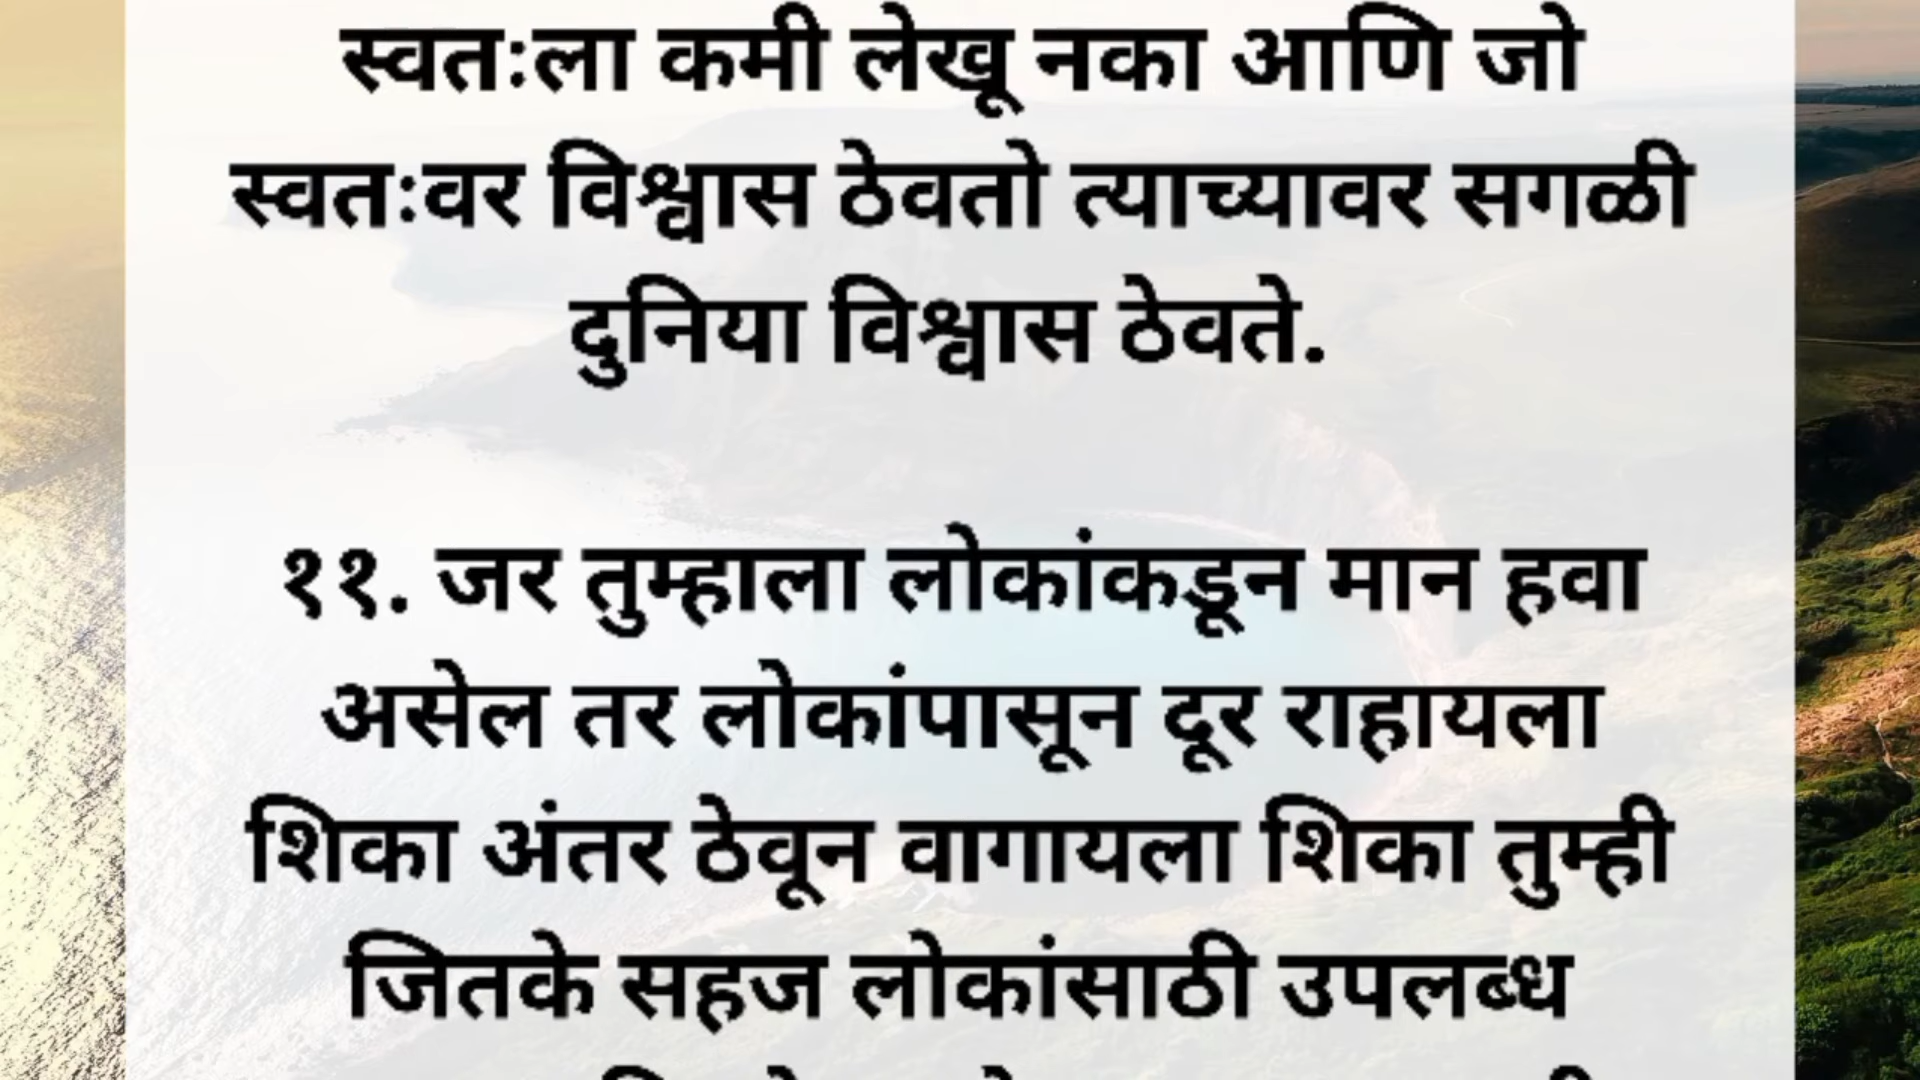 स्वतःला कमी लेखू नका आणि जो
स्वतःवर विश्वास ठेवतो त्याच्यावर सगळी
दुनिया विश्वास ठेवते.
११. जर तुम्हाला लोकांकडून मान हवा
असेल तर लोकांपासून दूर राहायला
शिका अंतर ठेवून वागायला शिका तुम्ही
जितके सहज लोकांसाठी उपलब्ध